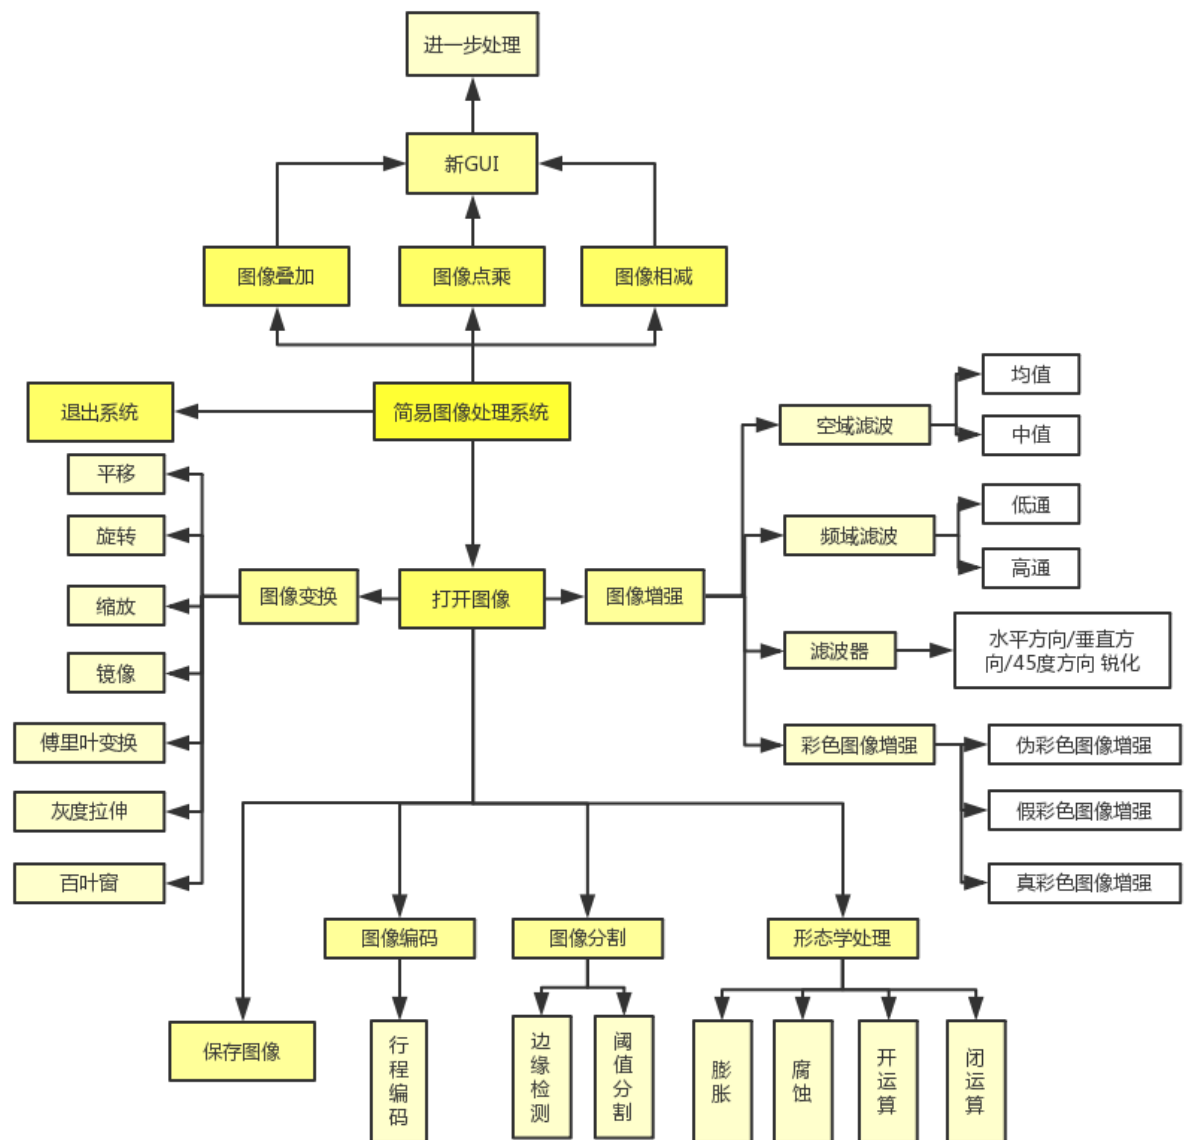 进一步处理
新GUI
图像叠加
图像点乘
图像相减
退出系统
简易图像处理系统
空域滤波
均值
中值
平移
旋转
缩放
镜像
傅里叶变换
灰度拉伸
百叶窗
图像变换
打开图像
图像增强
频域滤波
低通
高通
滤波器
水平方向/垂直方
向/45度方向 锐化
彩色图像增强
伪彩色图像增强
假彩色图像增强
真彩色图像增强
图像编码
图像分割
形态学处理
保存图像
行程编码
边缘检测
阈值分割
膨胀
腐蚀
开运算
闭运算